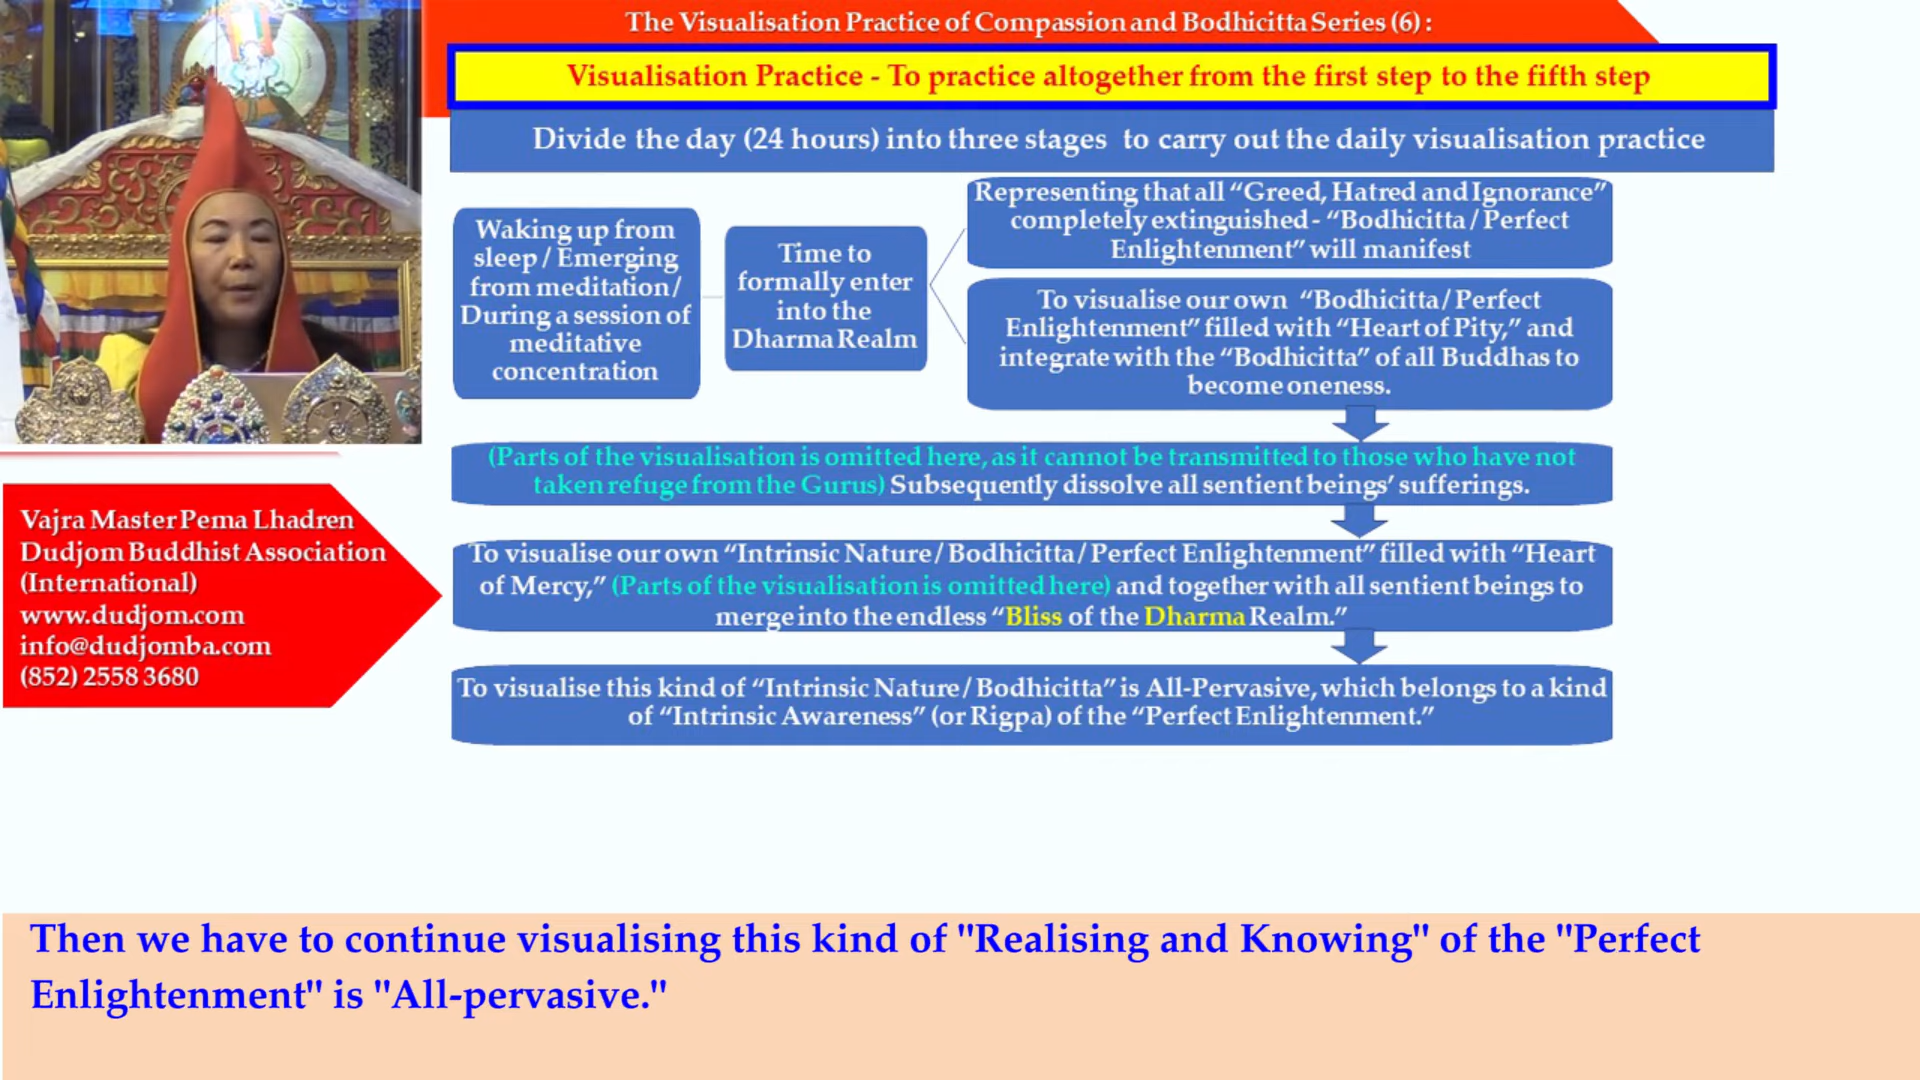 The Visualisation Practice of Compassion and Bodhicitta Series (6) :
Visualisation Practice - To practice altogether from the first step to the fifth step
Divide the day (24 hours) into three stages to carry out the daily visualisation practice
Waking up from
sleep / Emerging
from meditation /
During a session of
meditative
concentration
Time to
formally enter
into the
Dharma Realm
Representing that all “Greed, Hatred and Ignorance”
completely extinguished - “Bodhicitta / Perfect
Enlightenment” will manifest
To visualise our own “Bodhicitta / Perfect
Enlightenment” filled with “Heart of Pity,” and
integrate with the “Bodhicitta” of all Buddhas to
become oneness.
(Parts of the visualisation is omitted here, as it cannot be transmitted to those who have not
taken refuge from the Gurus) Subsequently dissolve all sentient beings’ sufferings.
To visualise our own “Intrinsic Nature / Bodhicitta / Perfect Enlightenment” filled with “Heart
of Mercy,” (Parts of the visualisation is omitted here) and together with all sentient beings to
merge into the endless “Bliss of the Dharma Realm.”
To visualise this kind of “Intrinsic Nature / Bodhicitta” is All-Pervasive, which belongs to a kind
of “Intrinsic Awareness” (or Rigpa) of the “Perfect Enlightenment.”
Vajra Master Pema Lhadren
Dudjom Buddhist Association
(International)
www.dudjom.com
info@dudjomba.com
(852) 2558 3680
Then we have to continue visualising this kind of "Realising and Knowing" of the "Perfect
Enlightenment" is "All-pervasive."